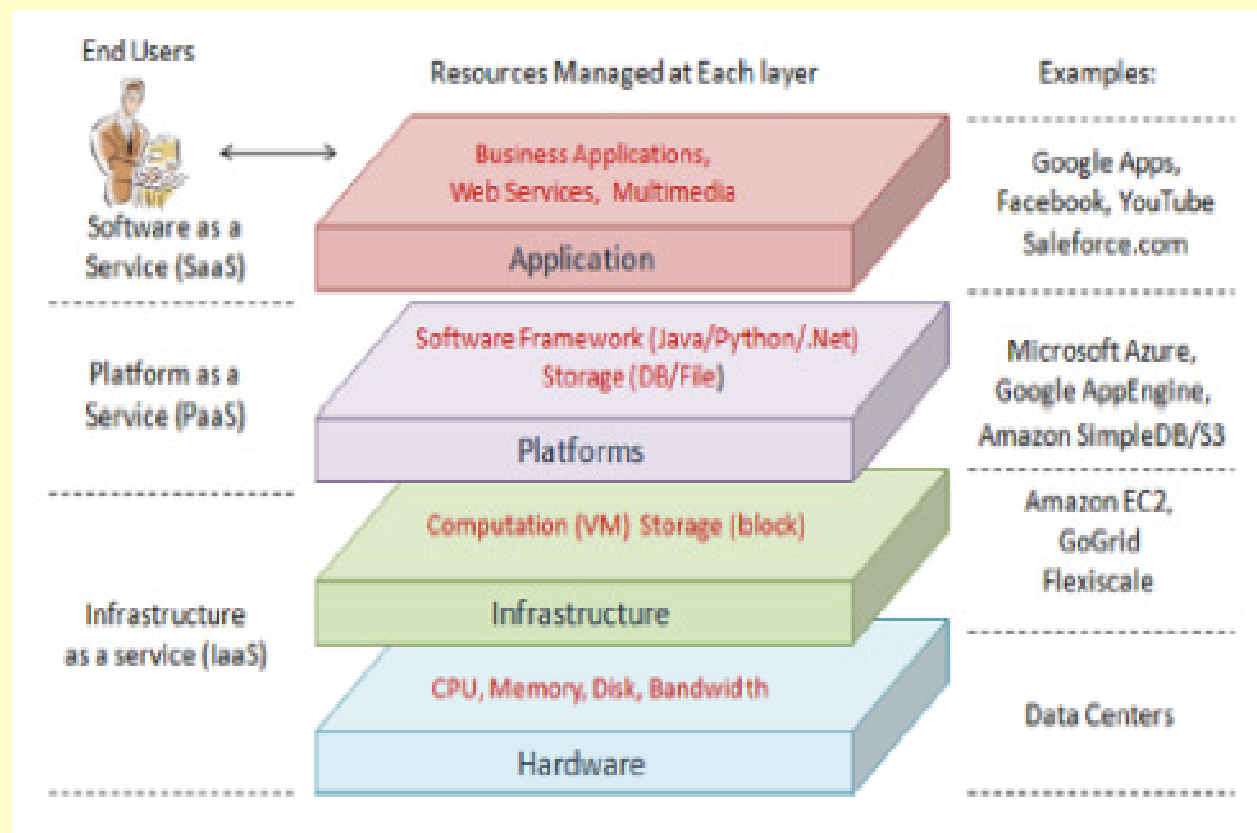 End Users
Resources Managed at Each layer
Examples:
Business Applications,
Web Services, Multimedia
Application
Software as a
Service (SaaS)
Google Apps,
Facebook, YouTube
Saleforce.com
Software Framework (Java/Python/.Net)
Storage (DB/File)
Platforms
Platform as a
Service (PaaS)
Microsoft Azure,
Google AppEngine,
Amazon SimpleDB/S3
Computation (VM) Storage (block)
Infrastructure
Amazon EC2,
GoGrid
Flexiscale
Infrastructure
as a service (IaaS)
CPU, Memory, Disk, Bandwidth
Hardware
Data Centers